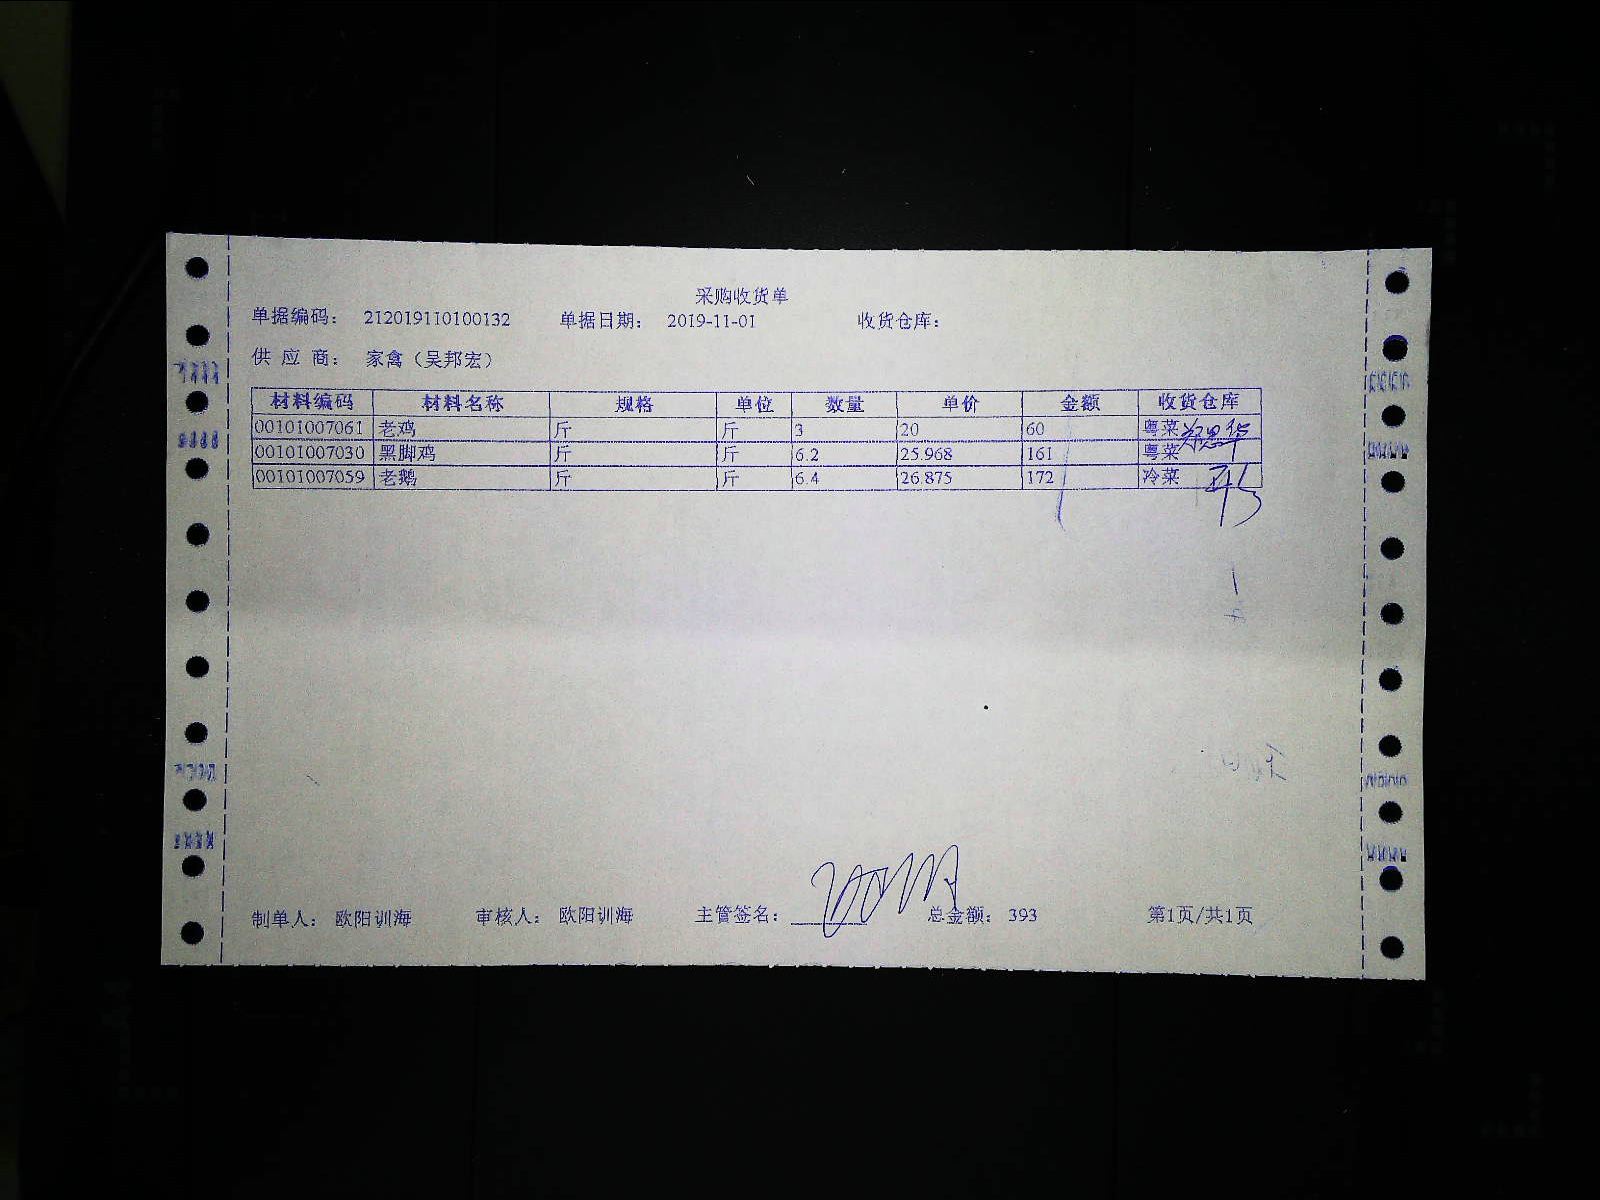 采购收货单
单据编码： 212019110100132 单据日期： 2019-11-01 收货仓库：
供 应 商： 家禽（吴邦宏）
材料编码 材料名称 规格 单位 数量 单价 金额 收货仓库
00101007061 老鸡 斤 斤 3 20 60 粤菜
00101007030 黑脚鸡 斤 斤 6.2 25.968 161 粤菜
00101007059 老鹅 斤 斤 6.4 26.875 172 冷菜
制单人： 欧阳训海 审核人： 欧阳训海 主管签名： 总金额： 393 第1页/共1页